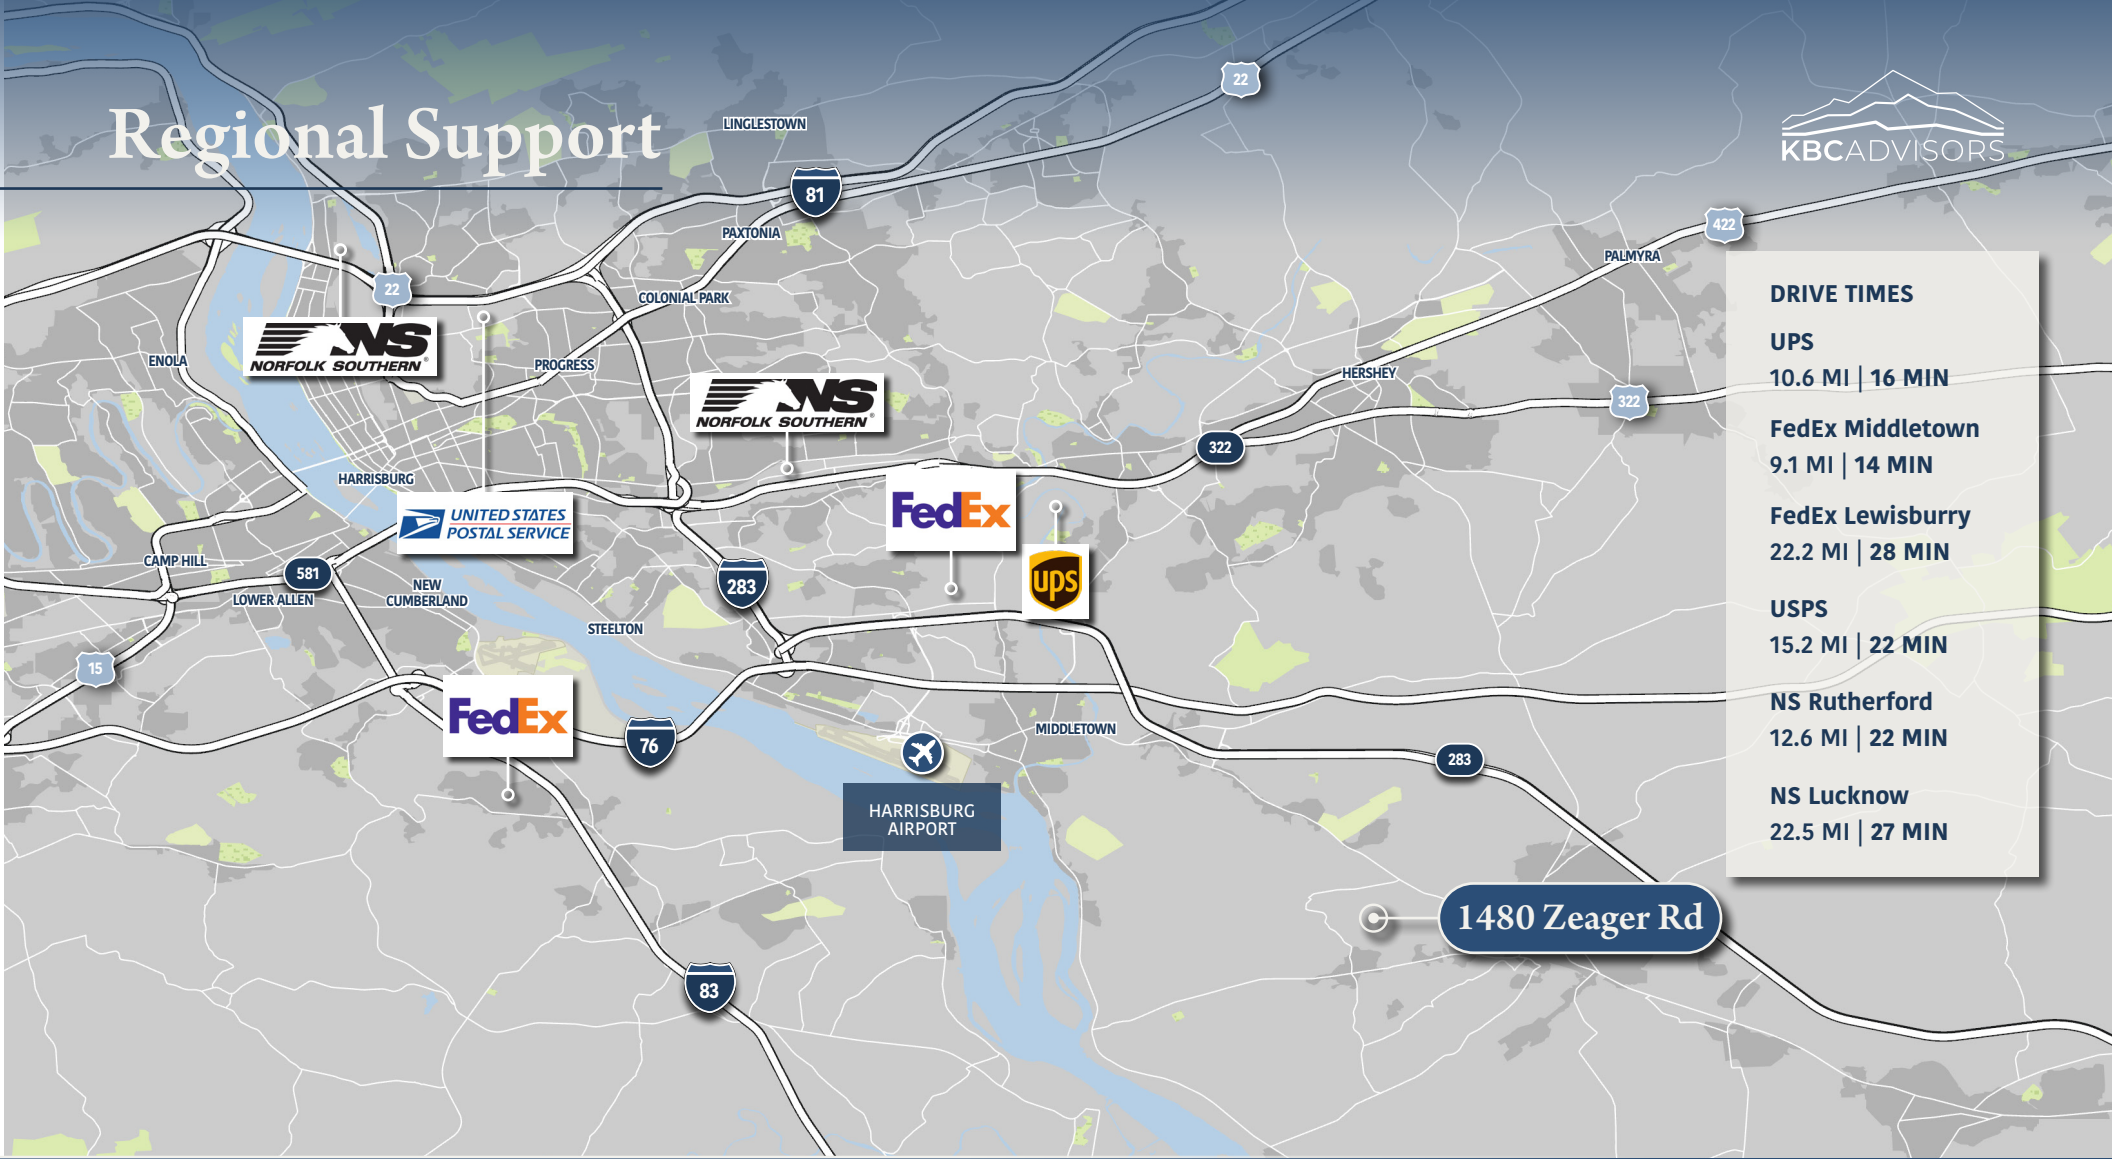 Regional Support
KBCADVISORS
22
LINGLESTOWN
81
PAXTONIA
422
PALMYRA
22
COLONIAL PARK
NS
NORFOLK SOUTHERN
ENOLA
PROGRESS
HERSHEY
NS
NORFOLK SOUTHERN
322
322
HARRISBURG
UNITED STATES
POSTAL SERVICE
FedEx
ups
CAMP HILL
581
LOWER ALLEN
NEW
CUMBERLAND
283
STEELTON
15
FedEx
76
MIDDLETOWN
283
HARRISBURG
AIRPORT
1480 Zeager Rd
83
DRIVE TIMES
UPS
10.6 MI | 16 MIN
FedEx Middletown
9.1 MI | 14 MIN
FedEx Lewisburry
22.2 MI | 28 MIN
USPS
15.2 MI | 22 MIN
NS Rutherford
12.6 MI | 22 MIN
NS Lucknow
22.5 MI | 27 MIN